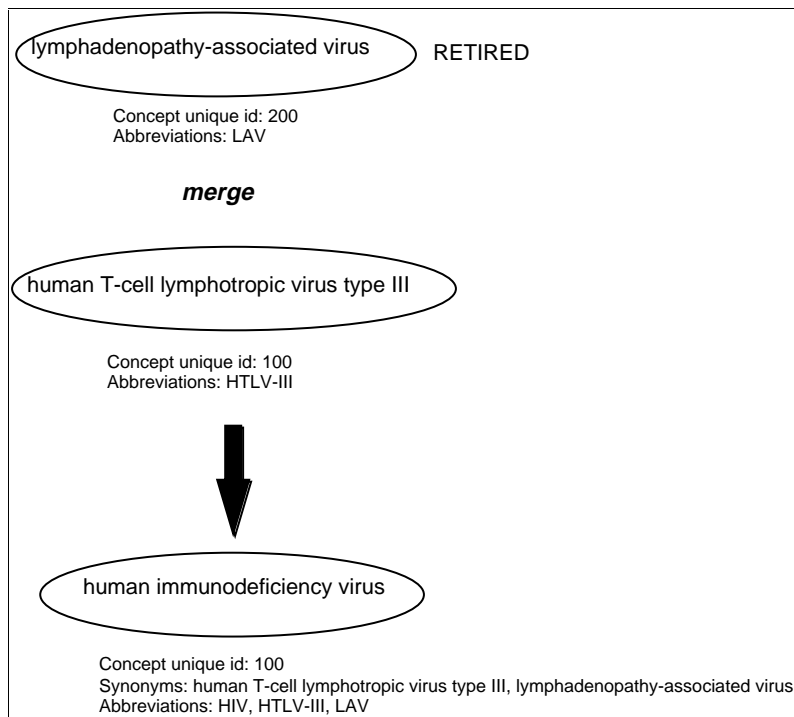 lymphadenopathy-associated virus RETIRED
Concept unique id: 200
Abbreviations: LAV
merge
human T-cell lymphotropic virus type III
Concept unique id: 100
Abbreviations: HTLV-III
human immunodeficiency virus
Concept unique id: 100
Synonyms: human T-cell lymphotropic virus type III, lymphadenopathy-associated virus
Abbreviations: HIV, HTLV-III, LAV